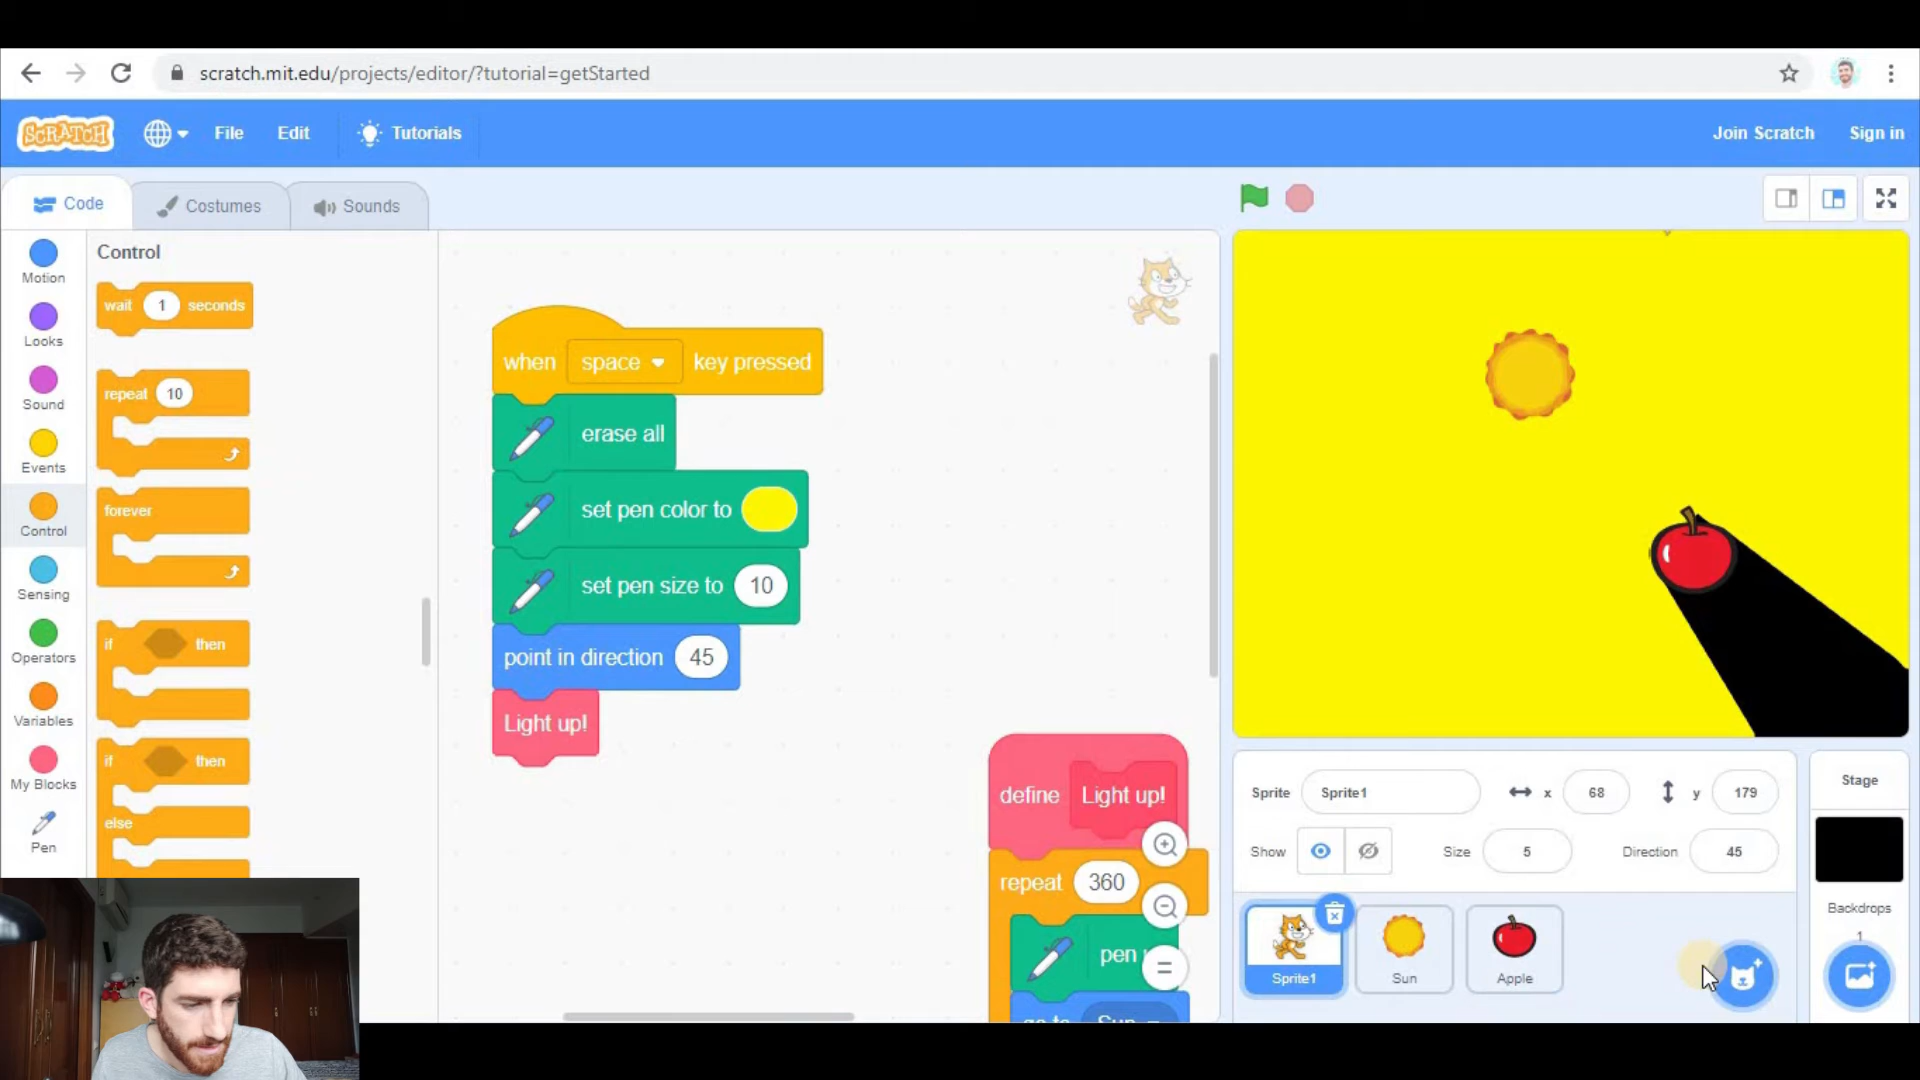 scratch.mit.edu/projects/editor/?tutorial=getStarted
SCRATCH
File
Edit
Tutorials
Join Scratch
Sign in
Code
Costumes
Sounds
Motion
Looks
Sound
Events
Control
Sensing
Operators
Variables
My Blocks
Pen
Control
wait 1 seconds
repeat 10
forever
if then
if then
else
when space key pressed
erase all
set pen color to
set pen size to 10
point in direction 45
Light up!
define Light up!
repeat 360
pen
go to Sun
Sprite Sprite1 x 68 y 179
Show Size 5 Direction 45
Sprite1
Sun
Apple
Stage
Backdrops
1